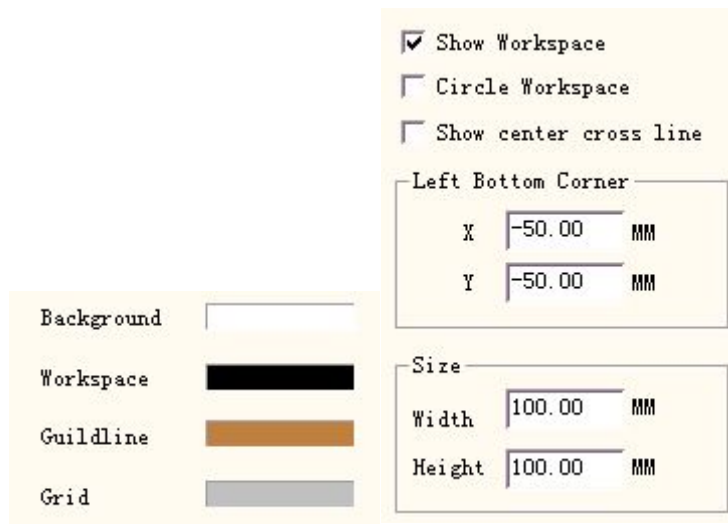 Show Workspace
Circle Workspace
Show center cross line
Left Bottom Corner
X -50.00 MM
Y -50.00 MM
Size
Width 100.00 MM
Height 100.00 MM
Background
Workspace
Guildline
Grid